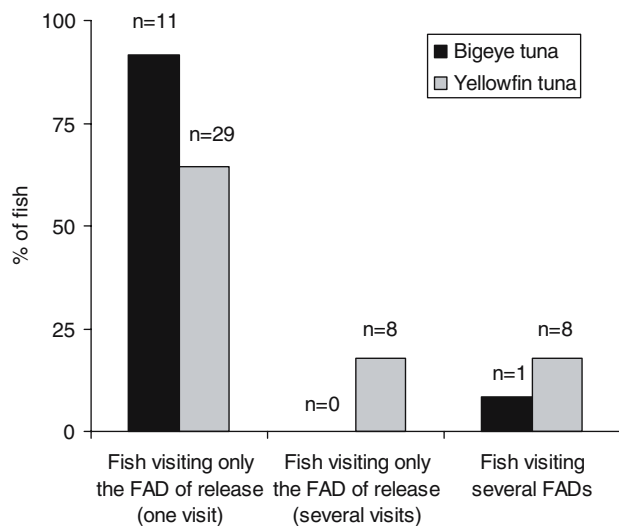 100
75
50
25
0
% of fish
n=11
n=29
n=0
n=8
n=1
n=8
Bigeye tuna
Yellowfin tuna
Fish visiting only
the FAD of release
(one visit)
Fish visiting only
the FAD of release
(several visits)
Fish visiting
several FADs